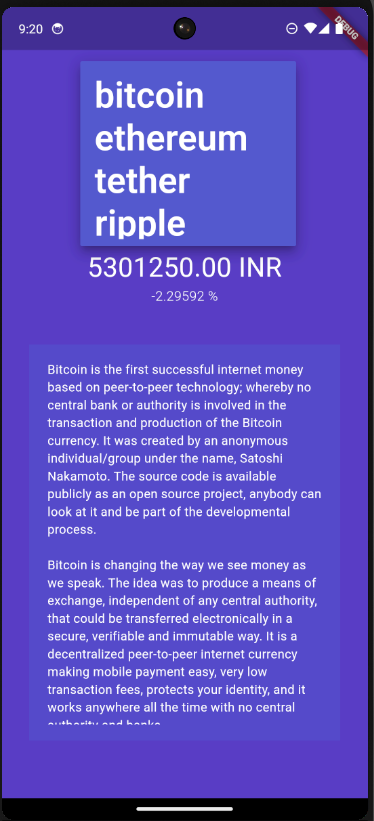 9:20
DEBUG
bitcoin
ethereum
tether
ripple
5301250.00 INR
-2.29592 %
Bitcoin is the first successful internet money
based on peer-to-peer technology; whereby no
central bank or authority is involved in the
transaction and production of the Bitcoin
currency. It was created by an anonymous
individual/group under the name, Satoshi
Nakamoto. The source code is available
publicly as an open source project, anybody can
look at it and be part of the developmental
process.
Bitcoin is changing the way we see money as
we speak. The idea was to produce a means of
exchange, independent of any central authority,
that could be transferred electronically in a
secure, verifiable and immutable way. It is a
decentralized peer-to-peer internet currency
making mobile payment easy, very low
transaction fees, protects your identity, and it
works anywhere all the time with no central
authority and banks.